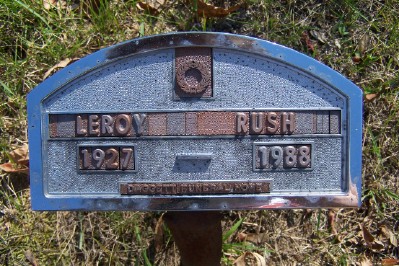 LEROY RUSH
1927 1988
FUNERAL HOME